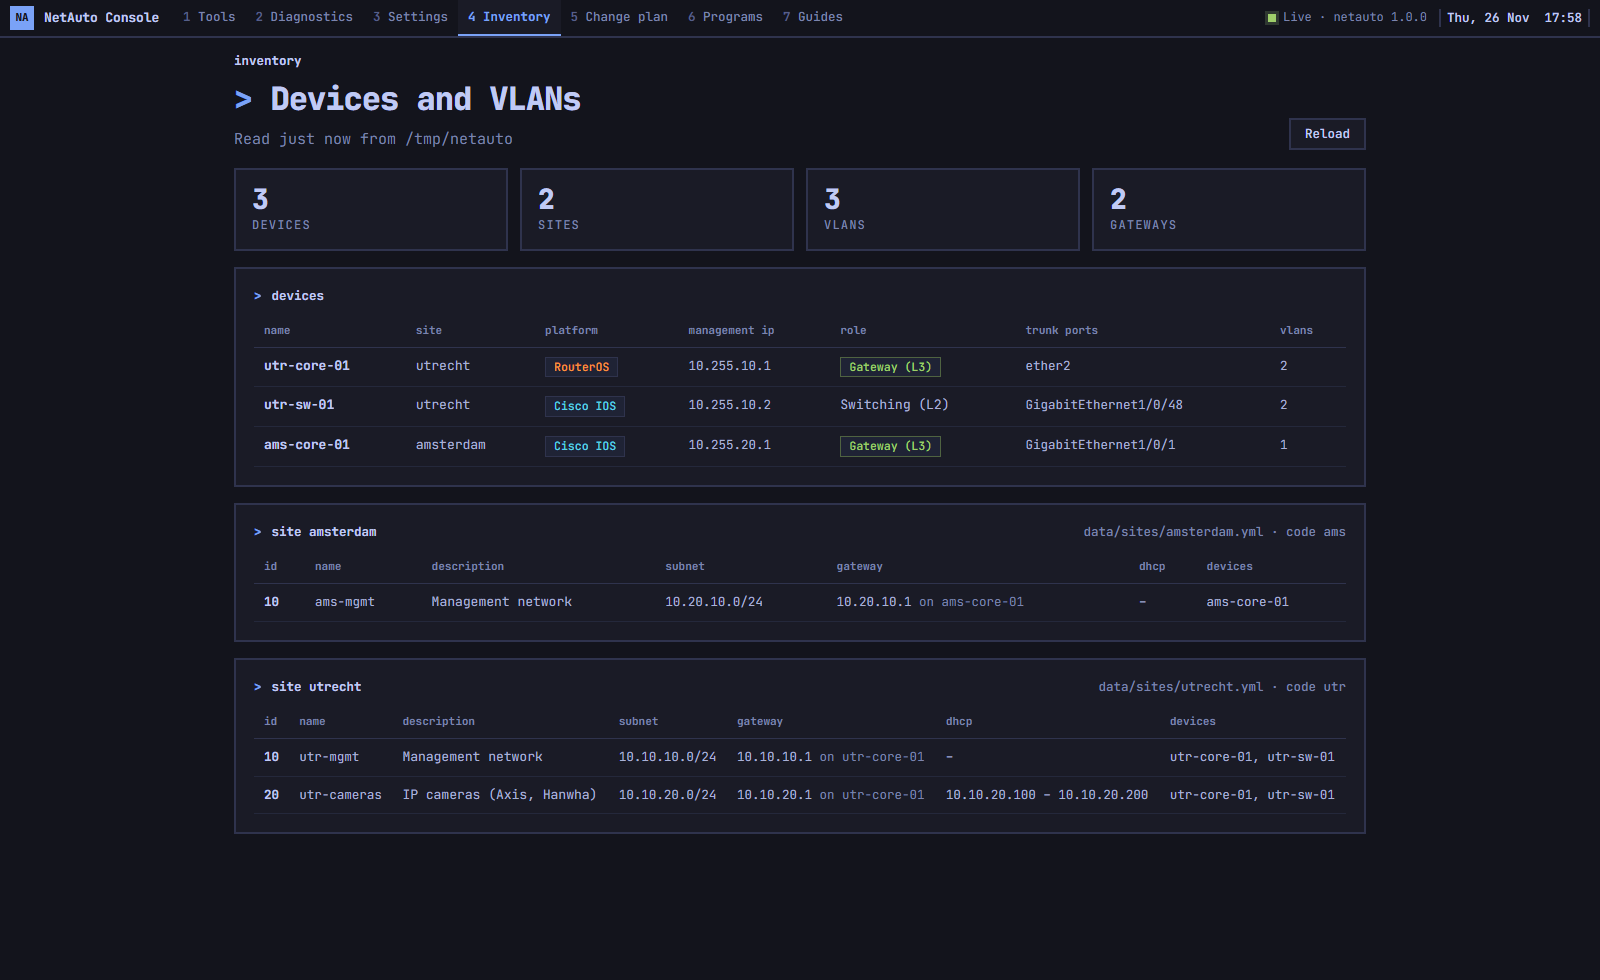 NA NetAuto Console 1 Tools 2 Diagnostics 3 Settings 4 Inventory 5 Change plan 6 Programs 7 Guides Live · netauto 1.0.0 Thu, 26 Nov 17:58
inventory
> Devices and VLANs
Read just now from /tmp/netauto
Reload
3 2 3 2
DEVICES SITES VLANS GATEWAYS
> devices
name site platform management ip role trunk ports vlans
utr-core-01 utrecht RouterOS 10.255.10.1 Gateway (L3) ether2 2
utr-sw-01 utrecht Cisco IOS 10.255.10.2 Switching (L2) GigabitEthernet1/0/48 2
ams-core-01 amsterdam Cisco IOS 10.255.20.1 Gateway (L3) GigabitEthernet1/0/1 1
> site amsterdam data/sites/amsterdam.yml · code ams
id name description subnet gateway dhcp devices
10 ams-mgmt Management network 10.20.10.0/24 10.20.10.1 on ams-core-01 – ams-core-01
> site utrecht data/sites/utrecht.yml · code utr
id name description subnet gateway dhcp devices
10 utr-mgmt Management network 10.10.10.0/24 10.10.10.1 on utr-core-01 – utr-core-01, utr-sw-01
20 utr-cameras IP cameras (Axis, Hanwha) 10.10.20.0/24 10.10.20.1 on utr-core-01 10.10.20.100 – 10.10.20.200 utr-core-01, utr-sw-01